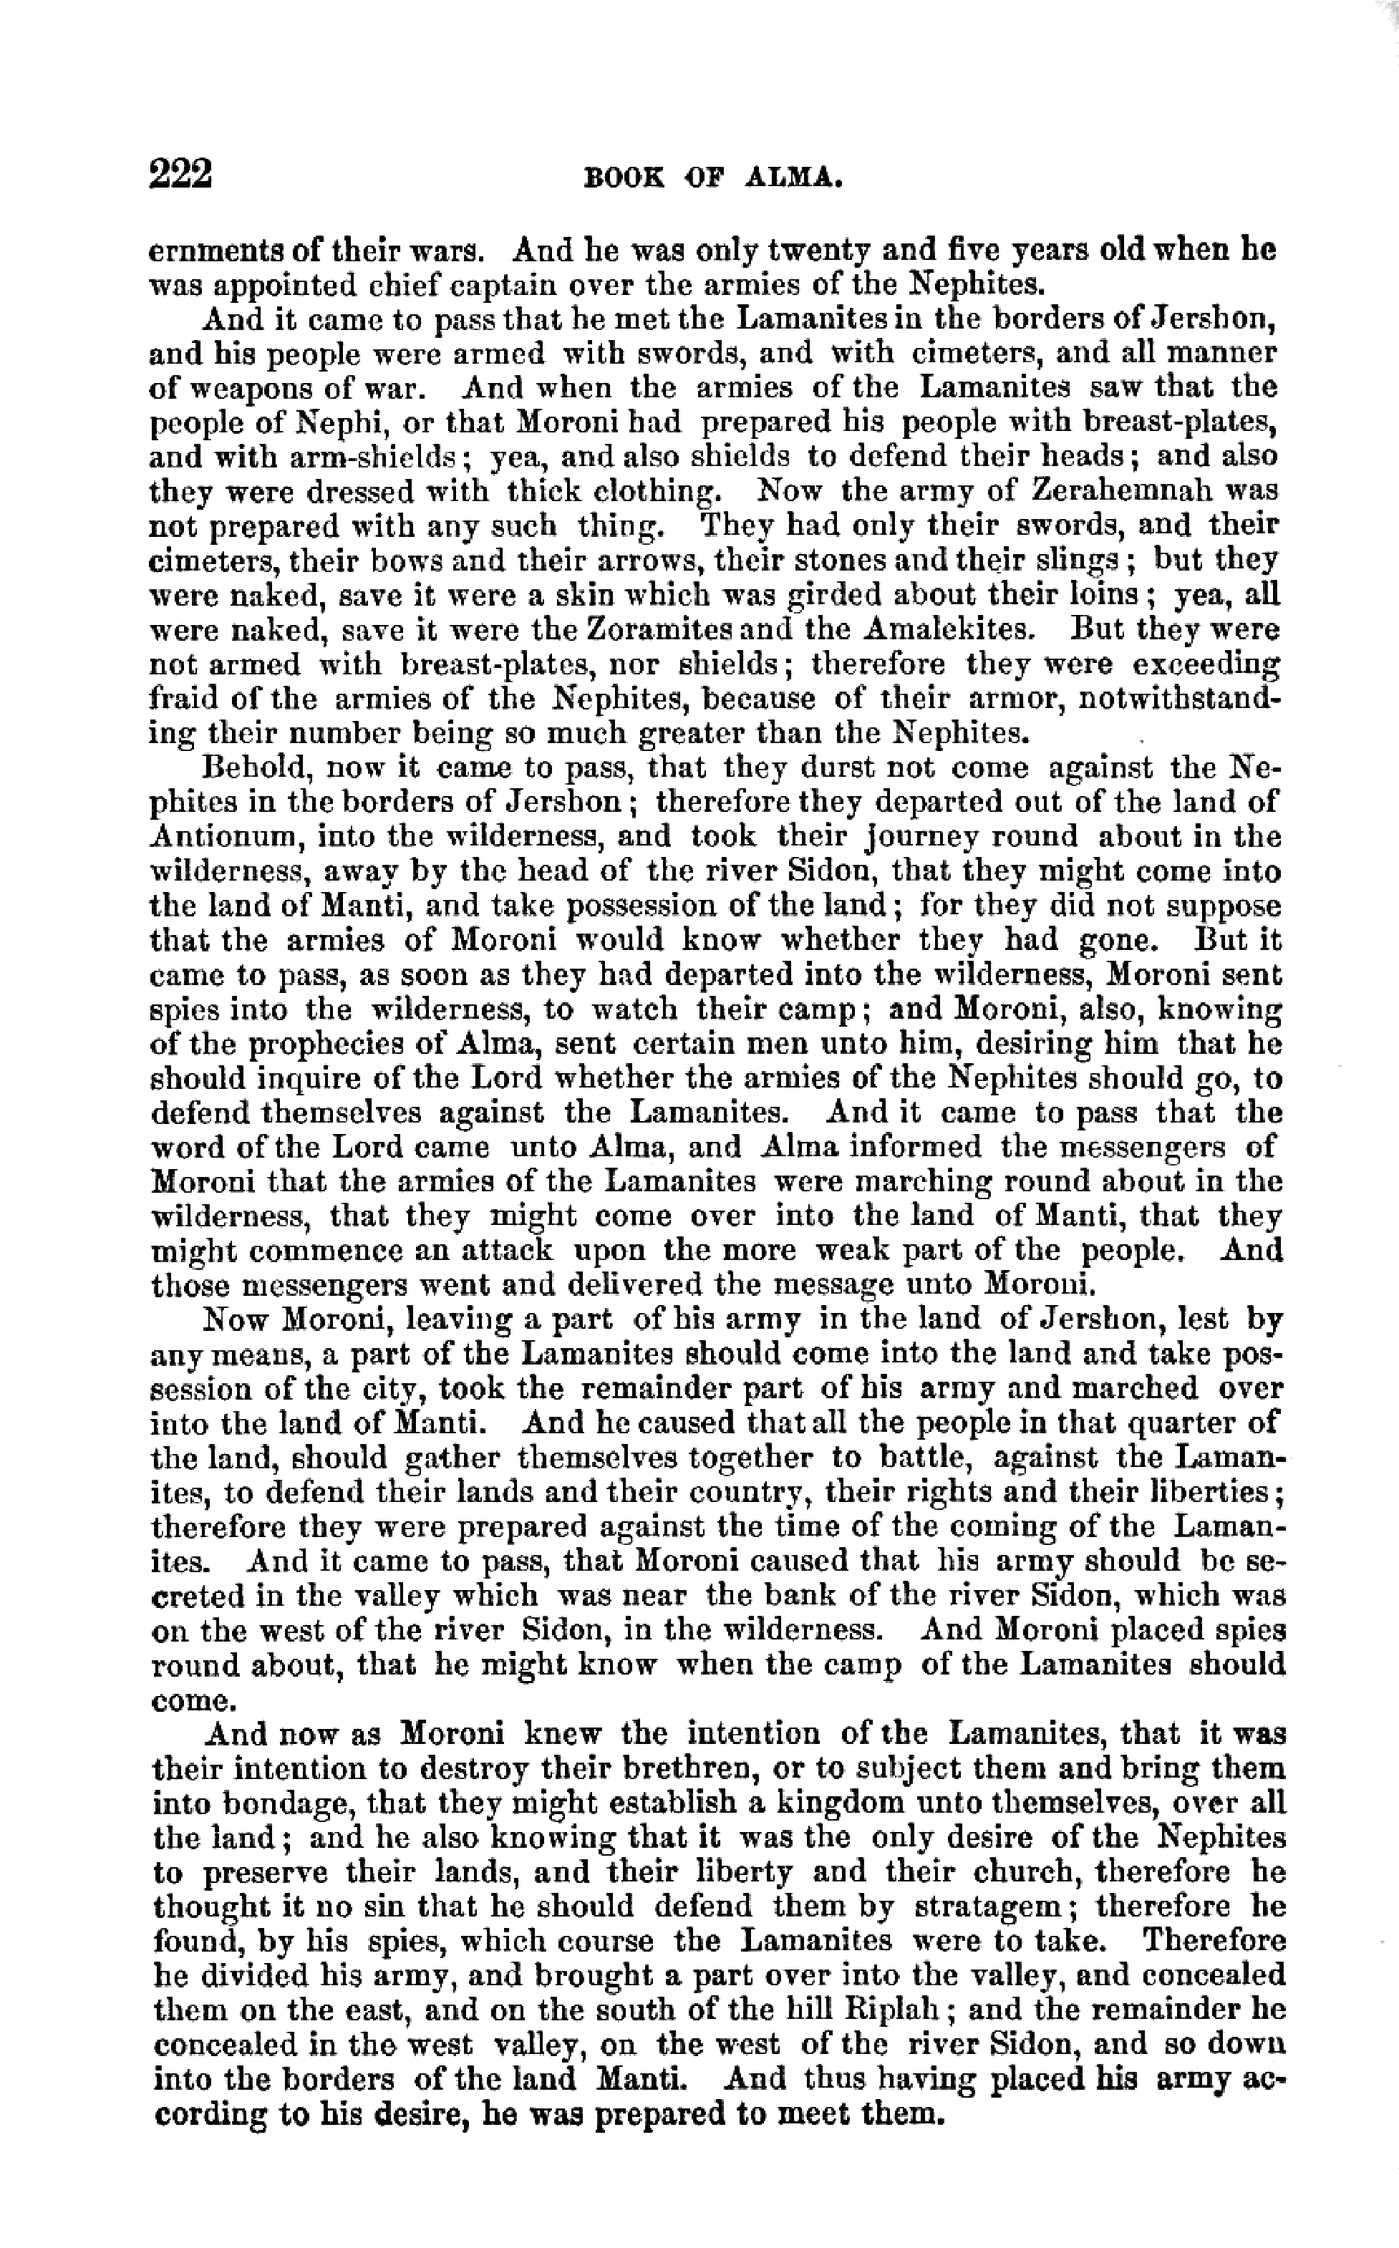 222 BOOK OF ALMA.
ernments of their wars. And he was only twenty and five years old when he
was appointed chief captain over the armies of the Nephites.
And it came to pass that he met the Lamanites in the borders of Jershon,
and his people were armed with swords, and with cimeters, and all manner
of weapons of war. And when the armies of the Lamanites saw that the
people of Nephi, or that Moroni had prepared his people with breast-plates,
and with arm-shields; yea, and also shields to defend their heads; and also
they were dressed with thick clothing. Now the army of Zerahemnah was
not prepared with any such thing. They had only their swords, and their
cimeters, their bows and their arrows, their stones and their slings; but they
were naked, save it were a skin which was girded about their loins; yea, all
were naked, save it were the Zoramites and the Amalekites. But they were
not armed with breast-plates, nor shields; therefore they were exceeding
fraid of the armies of the Nephites, because of their armor, notwithstand-
ing their number being so much greater than the Nephites.
Behold, now it came to pass, that they durst not come against the Ne-
phites in the borders of Jershon; therefore they departed out of the land of
Antionum, into the wilderness, and took their journey round about in the
wilderness, away by the head of the river Sidon, that they might come into
the land of Manti, and take possession of the land; for they did not suppose
that the armies of Moroni would know whether they had gone. But it
came to pass, as soon as they had departed into the wilderness, Moroni sent
spies into the wilderness, to watch their camp; and Moroni, also, knowing
of the prophecies of Alma, sent certain men unto him, desiring him that he
should inquire of the Lord whether the armies of the Nephites should go, to
defend themselves against the Lamanites. And it came to pass that the
word of the Lord came unto Alma, and Alma informed the messengers of
Moroni that the armies of the Lamanites were marching round about in the
wilderness, that they might come over into the land of Manti, that they
might commence an attack upon the more weak part of the people. And
those messengers went and delivered the message unto Moroni.
Now Moroni, leaving a part of his army in the land of Jershon, lest by
any means, a part of the Lamanites should come into the land and take pos-
session of the city, took the remainder part of his army and marched over
into the land of Manti. And he caused that all the people in that quarter of
the land, should gather themselves together to battle, against the Laman-
ites, to defend their lands and their country, their rights and their liberties;
therefore they were prepared against the time of the coming of the Laman-
ites. And it came to pass, that Moroni caused that his army should be se-
creted in the valley which was near the bank of the river Sidon, which was
on the west of the river Sidon, in the wilderness. And Moroni placed spies
round about, that he might know when the camp of the Lamanites should
come.
And now as Moroni knew the intention of the Lamanites, that it was
their intention to destroy their brethren, or to subject them and bring them
into bondage, that they might establish a kingdom unto themselves, over all
the land; and he also knowing that it was the only desire of the Nephites
to preserve their lands, and their liberty and their church, therefore he
thought it no sin that he should defend them by stratagem; therefore he
found, by his spies, which course the Lamanites were to take. Therefore
he divided his army, and brought a part over into the valley, and concealed
them on the east, and on the south of the hill Riplah; and the remainder he
concealed in the west valley, on the west of the river Sidon, and so down
into the borders of the land Manti. And thus having placed his army ac-
cording to his desire, he was prepared to meet them.